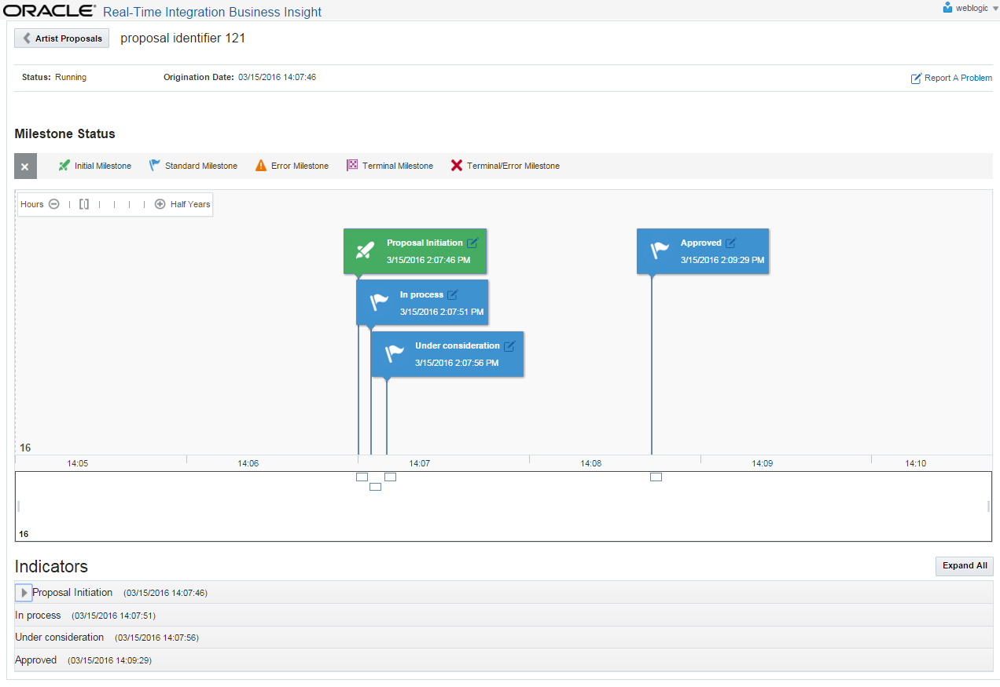 ORACLE® Real-Time Integration Business Insight
weblogic
Artist Proposals
proposal identifier 121
Status: Running
Origination Date: 03/15/2016 14:07:46
Report A Problem
Milestone Status
Initial Milestone
Standard Milestone
Error Milestone
Terminal Milestone
Terminal/Error Milestone
Hours
Half Years
Proposal Initiation
3/15/2016 2:07:46 PM
Approved
3/15/2016 2:09:29 PM
In process
3/15/2016 2:07:51 PM
Under consideration
3/15/2016 2:07:56 PM
16
14:05 14:06 14:07 14:08 14:09 14:10
16
Indicators
Expand All
Proposal Initiation (03/15/2016 14:07:46)
In process (03/15/2016 14:07:51)
Under consideration (03/15/2016 14:07:56)
Approved (03/15/2016 14:09:29)